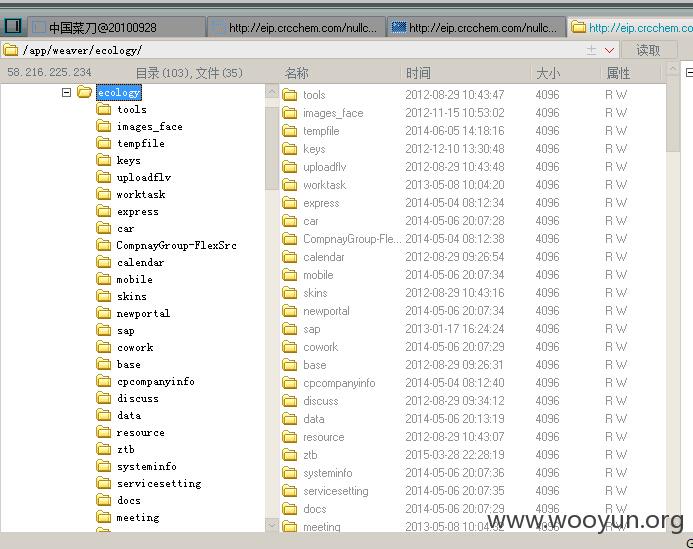 中国菜刀@20100928 http://eip.crcchem.com/nullc... http://eip.crcchem.com/nullc... http://eip.crcchem.co
/app/weaver/ecology/ 读取
58.216.225.234 目录(103),文件(35) 名称 时间 大小 属性
ecology
tools
images_face
tempfile
keys
uploadflv
worktask
express
car
CompnayGroup-FlexSrc
calendar
mobile
skins
newportal
sap
cowork
base
cpcompanyinfo
discuss
data
resource
ztb
systeminfo
servicesetting
docs
meeting
tools 2012-08-29 10:43:47 4096 R W
images_face 2012-11-15 10:53:02 4096 R W
tempfile 2014-06-05 14:18:16 4096 R W
keys 2012-12-10 13:30:48 4096 R W
uploadflv 2012-08-29 10:43:48 4096 R W
worktask 2013-05-08 10:04:20 4096 R W
express 2014-05-04 08:12:34 4096 R W
car 2014-05-06 20:07:28 4096 R W
CompnayGroup-Fle... 2014-05-04 08:12:38 4096 R W
calendar 2012-08-29 09:26:54 4096 R W
mobile 2014-05-06 20:07:34 4096 R W
skins 2012-08-29 10:43:16 4096 R W
newportal 2014-05-06 20:07:34 4096 R W
sap 2013-01-17 16:24:24 4096 R W
cowork 2014-05-06 20:07:29 4096 R W
base 2012-08-29 09:26:31 4096 R W
cpcompanyinfo 2014-05-04 08:12:40 4096 R W
discuss 2012-08-29 09:34:12 4096 R W
data 2014-05-06 20:13:19 4096 R W
resource 2012-08-29 10:43:07 4096 R W
ztb 2015-03-28 22:28:19 4096 R W
systeminfo 2014-05-06 20:07:36 4096 R W
servicesetting 2014-05-06 20:07:35 4096 R W
docs 2014-05-06 20:07:29 4096 R W
meeting 2013-05-08 10:04:
www.wooyun.org